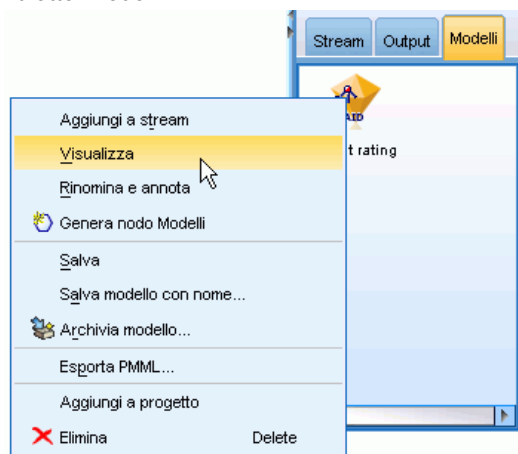 Stream Output Modelli
AID
t rating
Aggiungi a stream
Visualizza
Rinomina e annota
Genera nodo Modelli
Salva
Salva modello con nome...
Archivia modello...
Esporta PMML...
Aggiungi a progetto
Elimina Delete